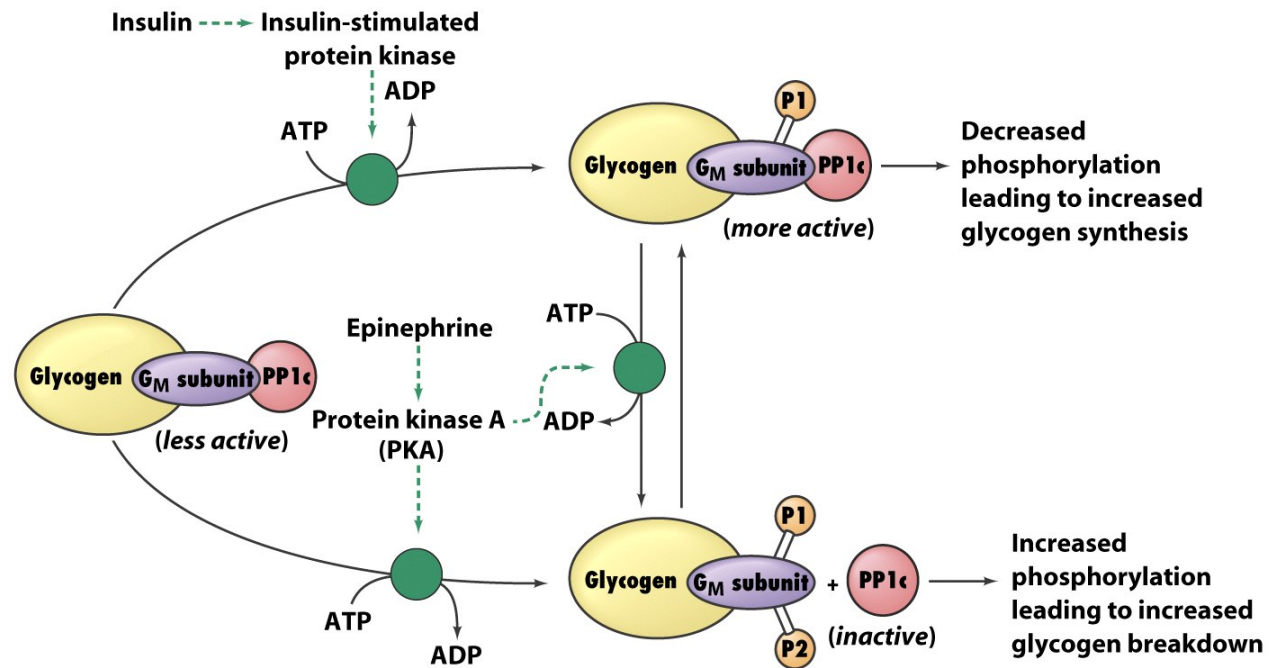 Insulin
Insulin-stimulated
protein kinase
ADP
ATP
P1
Glycogen
GM subunit
PP1c
(more active)
Decreased
phosphorylation
leading to increased
glycogen synthesis
Epinephrine
ATP
Glycogen
GM subunit
PP1c
(less active)
Protein kinase A
(PKA)
ADP
P1
Glycogen
GM subunit
+
PP1c
(inactive)
P2
Increased
phosphorylation
leading to increased
glycogen breakdown
ATP
ADP